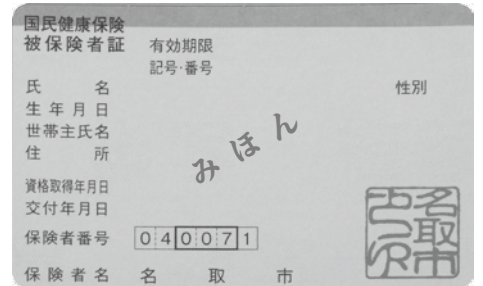 国民健康保険
被保険者証
有効期限
記号・番号
氏名
性別
生年月日
世帯主氏名
住所
みほん
資格取得年月日
交付年月日
保険者番号 040071
保険者名 名取市
名取市